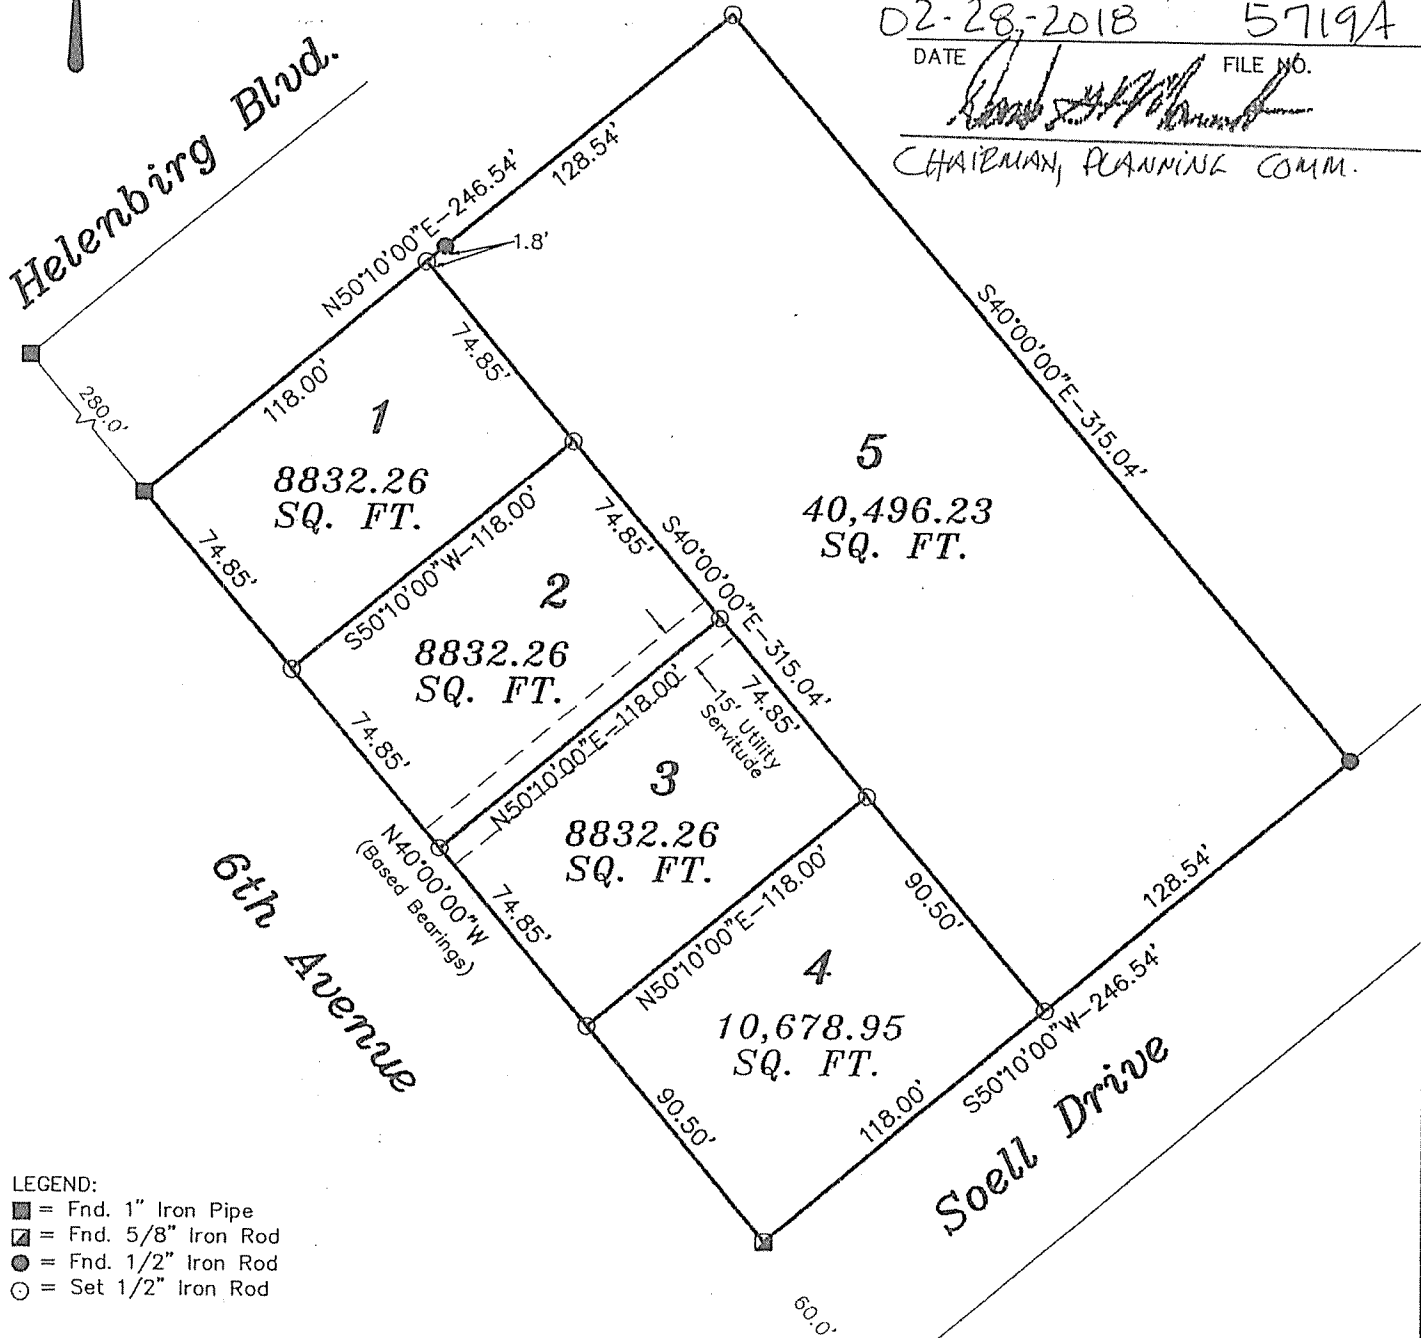 02-28-2018 5719A
DATE FILE NO.
CHAIRMAN, PLANNING COMM.
Helenbirg Blvd.
N50°10'00"E-246.54'
128.54'
1.8'
280.0'
118.00'
74.85'
S40°00'00"E-315.04'
1
8832.26
SQ. FT.
74.85'
S50°10'00"W-118.00'
74.85'
S40°00'00"E-315.04'
5
40,496.23
SQ. FT.
2
8832.26
SQ. FT.
74.85'
N50°10'00"E-118.00'
15' Utility
Servitude
74.85'
3
8832.26
SQ. FT.
N40°00'00"W
(Based Bearings)
74.85'
6th Avenue
N50°10'00"E-118.00'
90.50'
128.54'
4
10,678.95
SQ. FT.
S50°10'00"W-246.54'
90.50'
118.00'
Soell Drive
60.0'
LEGEND:
= Fnd. 1" Iron Pipe
= Fnd. 5/8" Iron Rod
= Fnd. 1/2" Iron Rod
= Set 1/2" Iron Rod